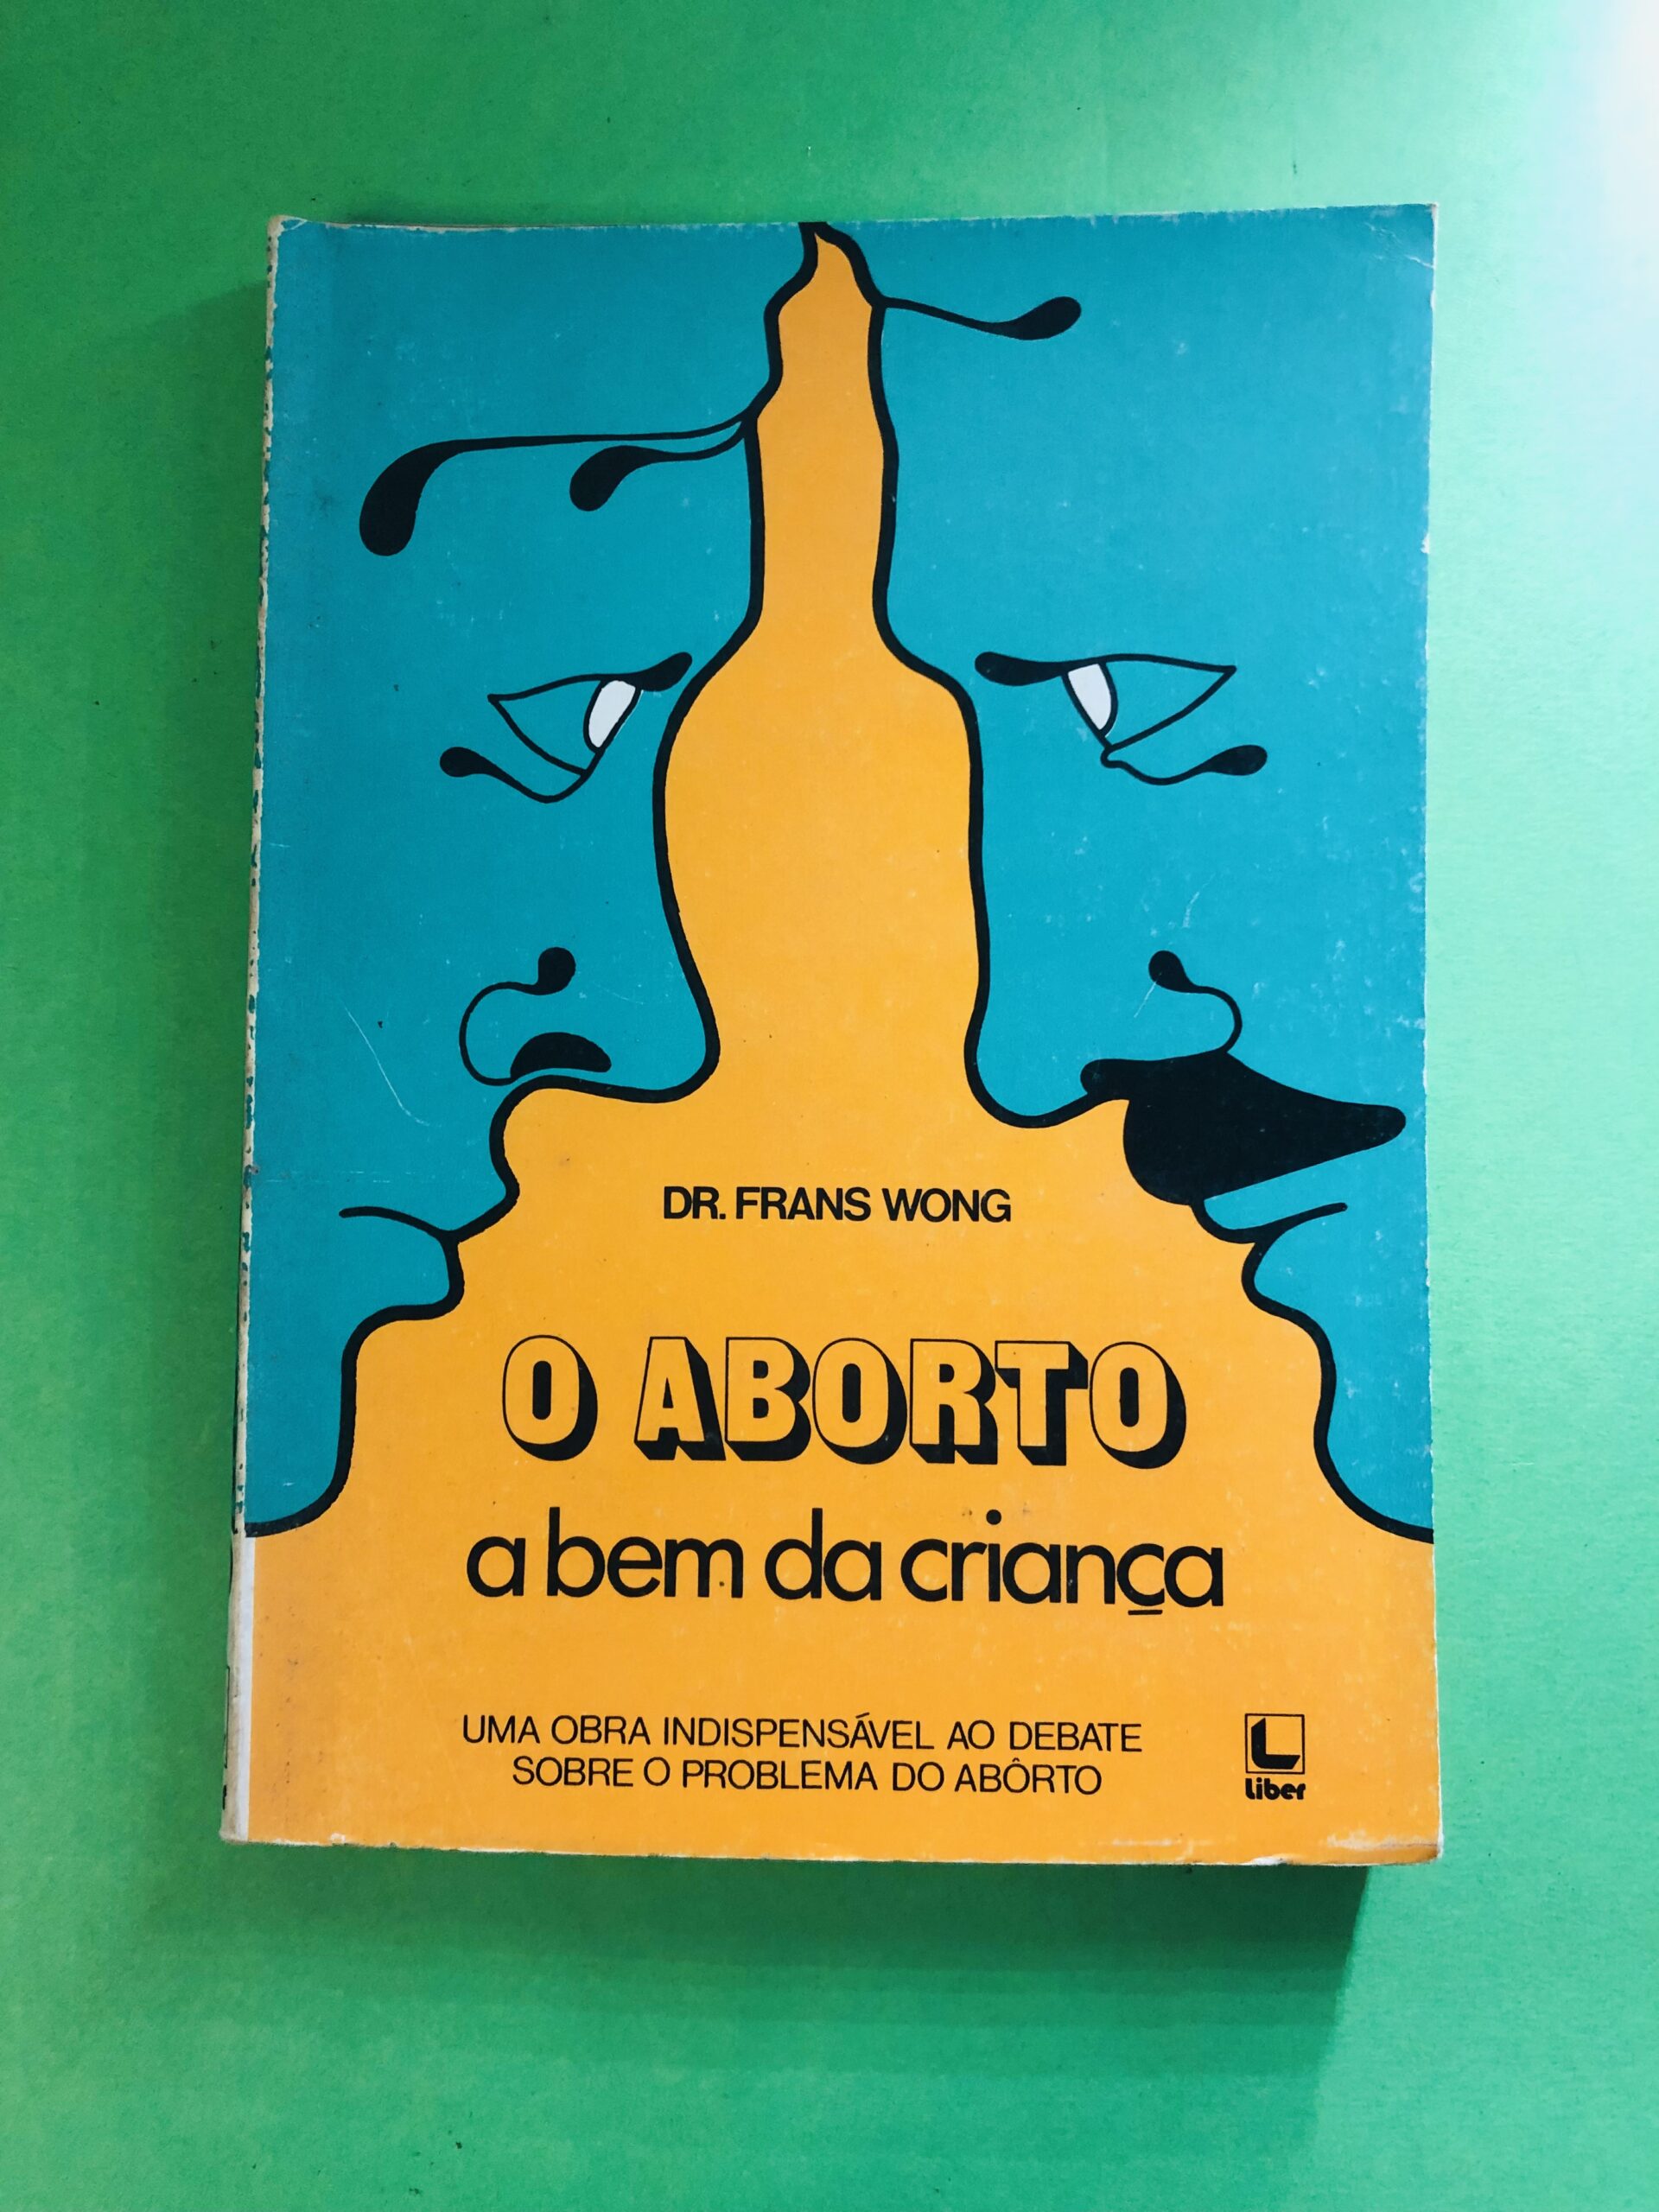 DR. FRANS WONG
O ABORTO
a bem da criança
UMA OBRA INDISPENSÁVEL AO DEBATE
SOBRE O PROBLEMA DO ABÔRTO
Liber